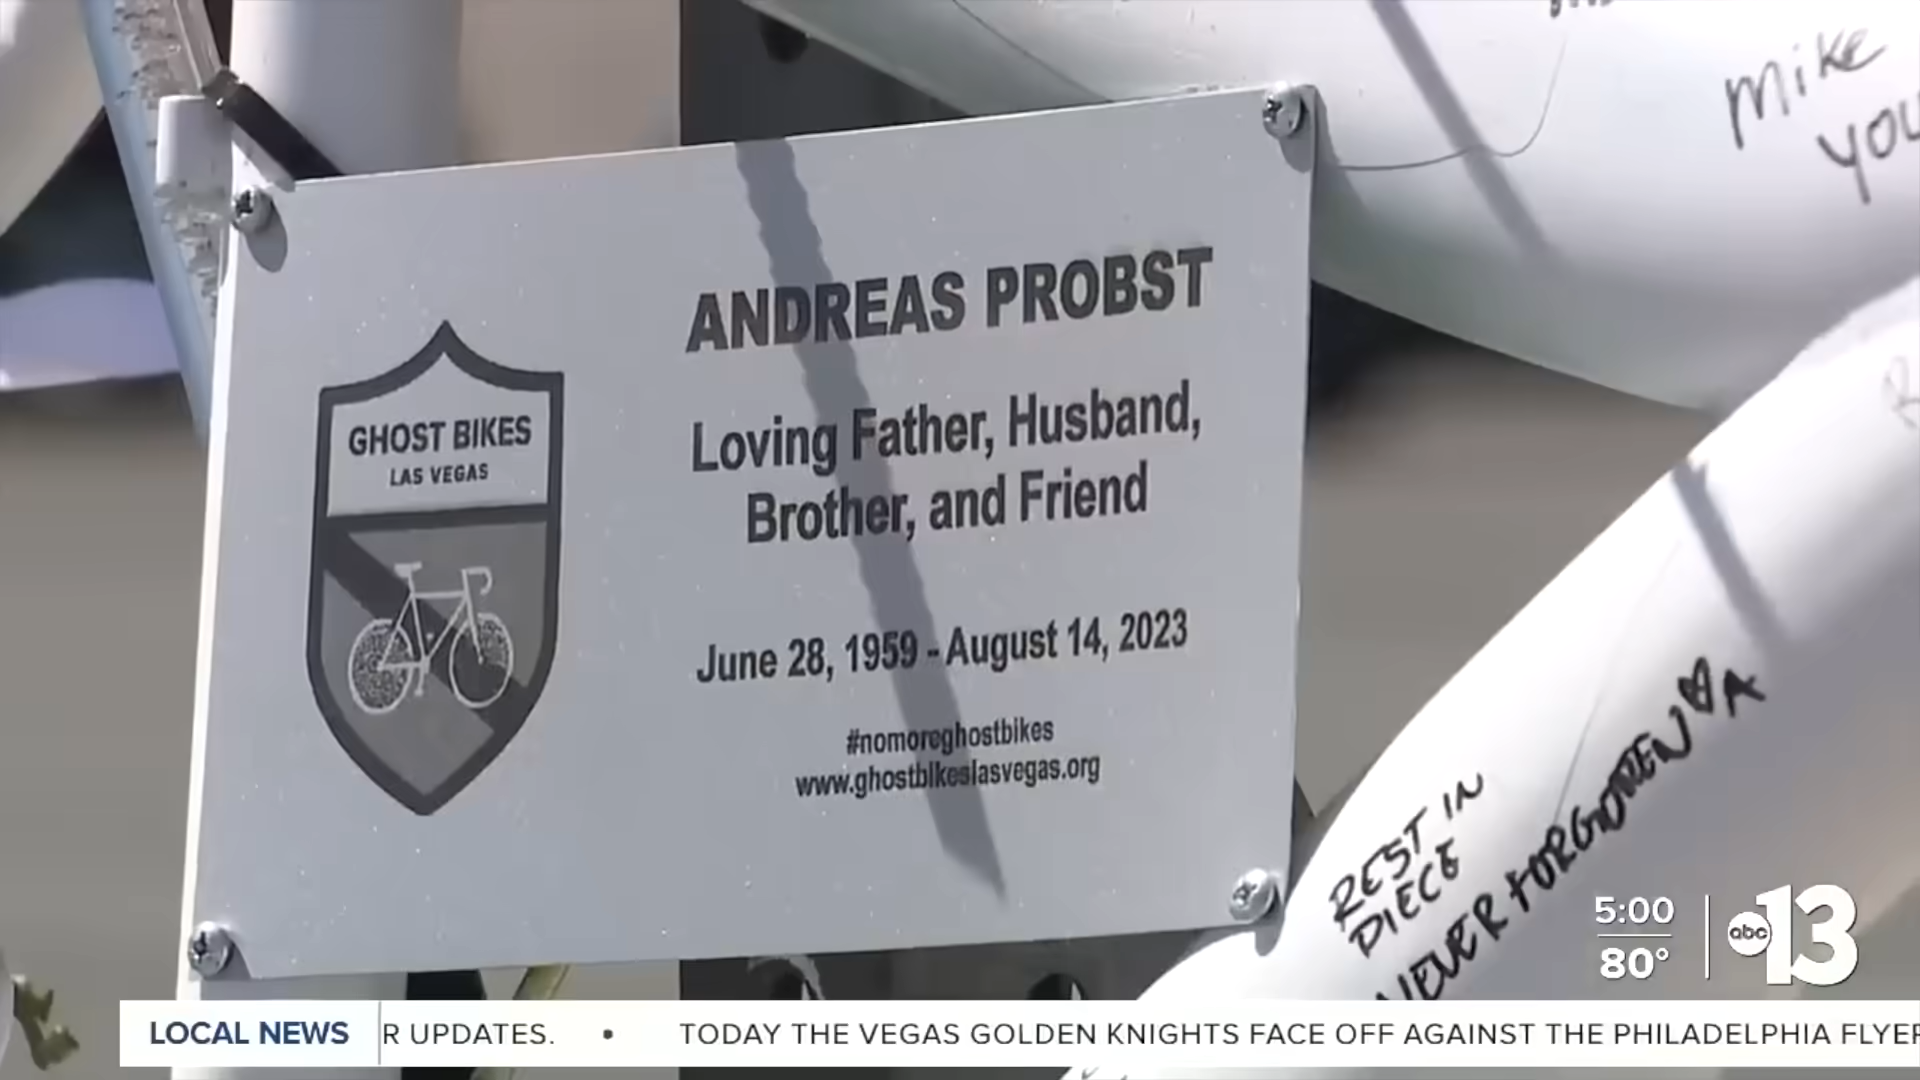 Mike
ANDREAS PROBST
Loving Father, Husband,
Brother, and Friend
June 28, 1959 - August 14, 2023
#nomoreghostbikes
www.ghostbikeslasvegas.org
GHOST BIKES
LAS VEGAS
REST IN
PIECE
NEVER FORGOTTEN A
5:00
80°
abc 13
LOCAL NEWS
R UPDATES. • TODAY THE VEGAS GOLDEN KNIGHTS FACE OFF AGAINST THE PHILADELPHIA FLYER